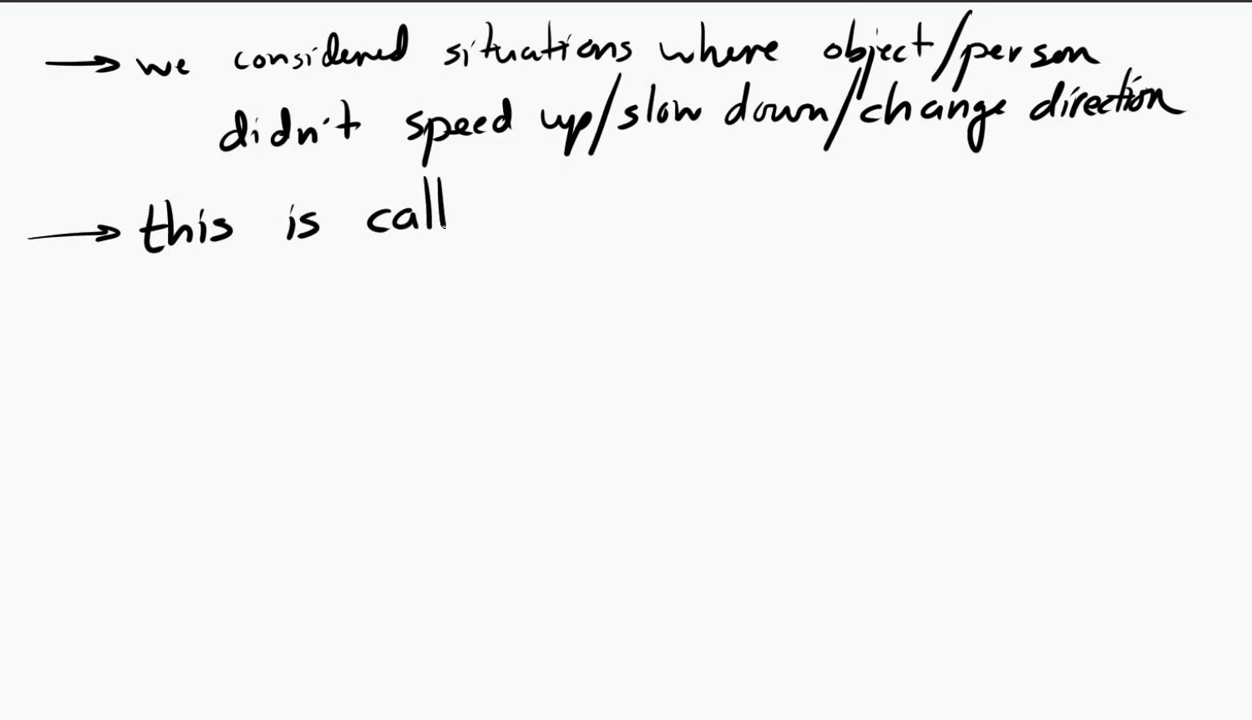 → we considered situations where object/person
didn't speed up/slow down/change direction
→ this is call